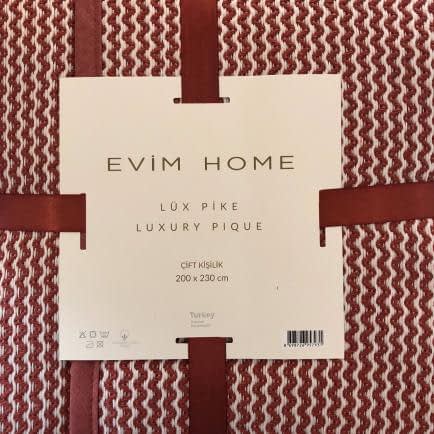 EVİM HOME
LÜX PİKE
LUXURY PIQUE
ÇİFT KİŞİLİK
200 x 230 cm
Turkey